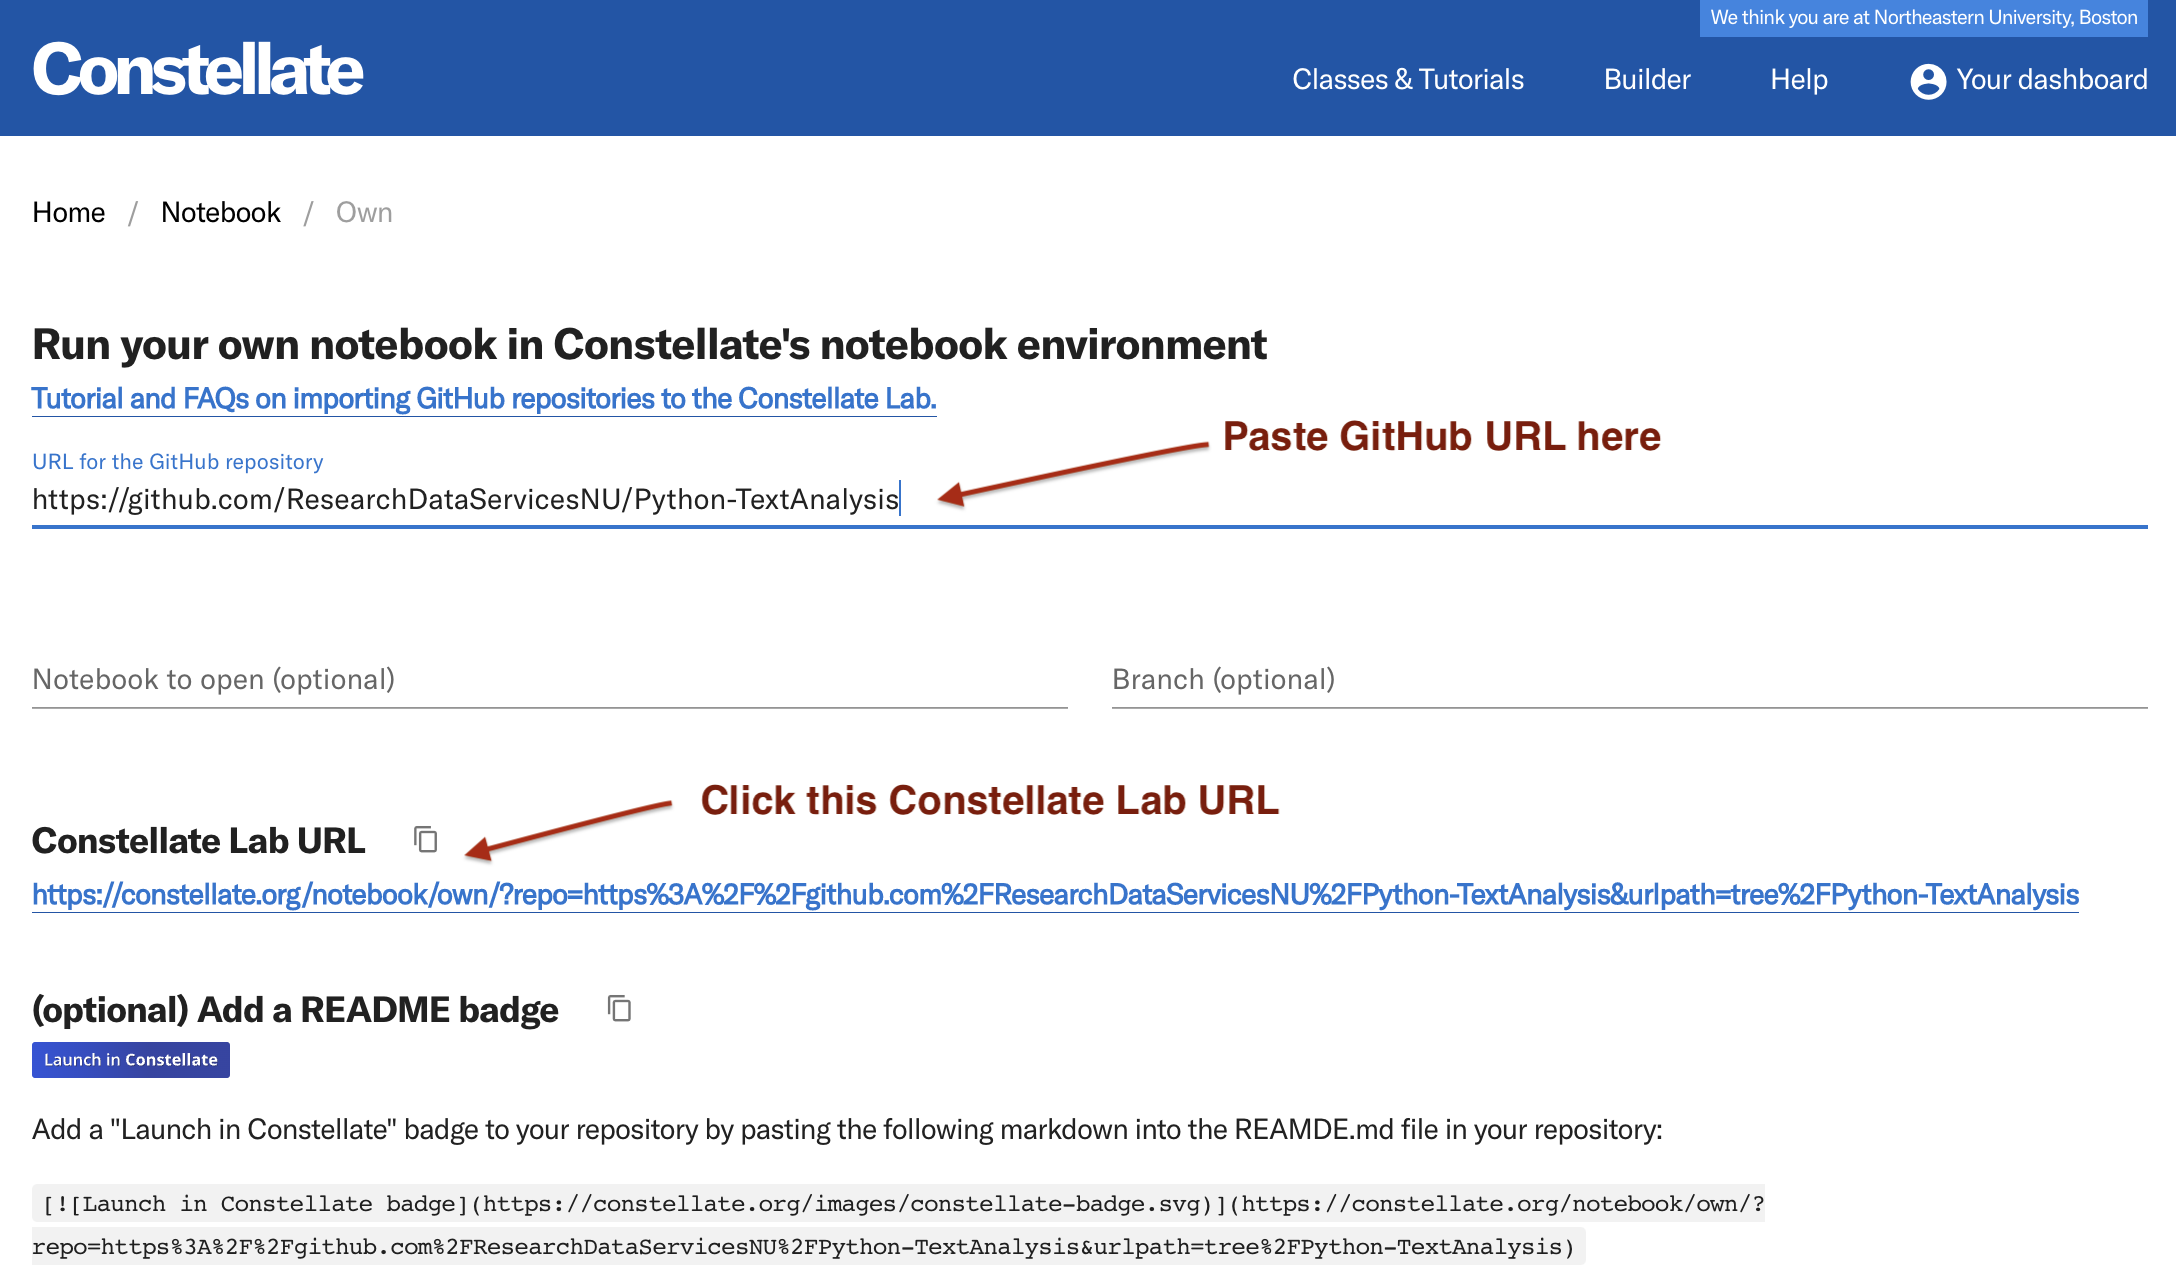 We think you are at Northeastern University, Boston
Constellate
Classes & Tutorials
Builder
Help
Your dashboard
Home / Notebook / Own
Run your own notebook in Constellate's notebook environment
Tutorial and FAQs on importing GitHub repositories to the Constellate Lab.
Paste GitHub URL here
URL for the GitHub repository
https://github.com/ResearchDataServicesNU/Python-TextAnalysis
Notebook to open (optional)
Branch (optional)
Click this Constellate Lab URL
Constellate Lab URL
https://constellate.org/notebook/own/?repo=https%3A%2F%2Fgithub.com%2FResearchDataServicesNU%2FPython-TextAnalysis&urlpath=tree%2FPython-TextAnalysis
(optional) Add a README badge
Launch in Constellate
Add a "Launch in Constellate" badge to your repository by pasting the following markdown into the REAMDE.md file in your repository:
[![Launch in Constellate badge](https://constellate.org/images/constellate-badge.svg)](https://constellate.org/notebook/own/?
repo=https%3A%2F%2Fgithub.com%2FResearchDataServicesNU%2FPython-TextAnalysis&urlpath=tree%2FPython-TextAnalysis)